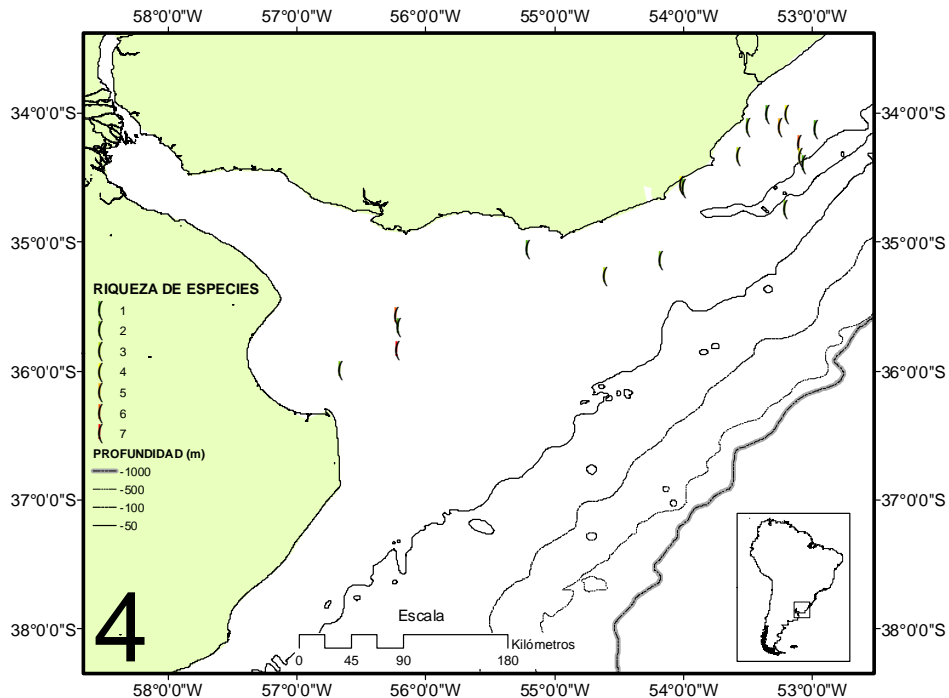 58°0'0"W 57°0'0"W 56°0'0"W 55°0'0"W 54°0'0"W 53°0'0"W
34°0'0"S 34°0'0"S
35°0'0"S 35°0'0"S
RIQUEZA DE ESPECIES
1
2
3
4
5
6
7
36°0'0"S 36°0'0"S
PROFUNDIDAD (m)
-1000
-500
-100
-50
37°0'0"S 37°0'0"S
4
Escala
Kilómetros
0 45 90 180
38°0'0"S 38°0'0"S
58°0'0"W 57°0'0"W 56°0'0"W 55°0'0"W 54°0'0"W 53°0'0"W